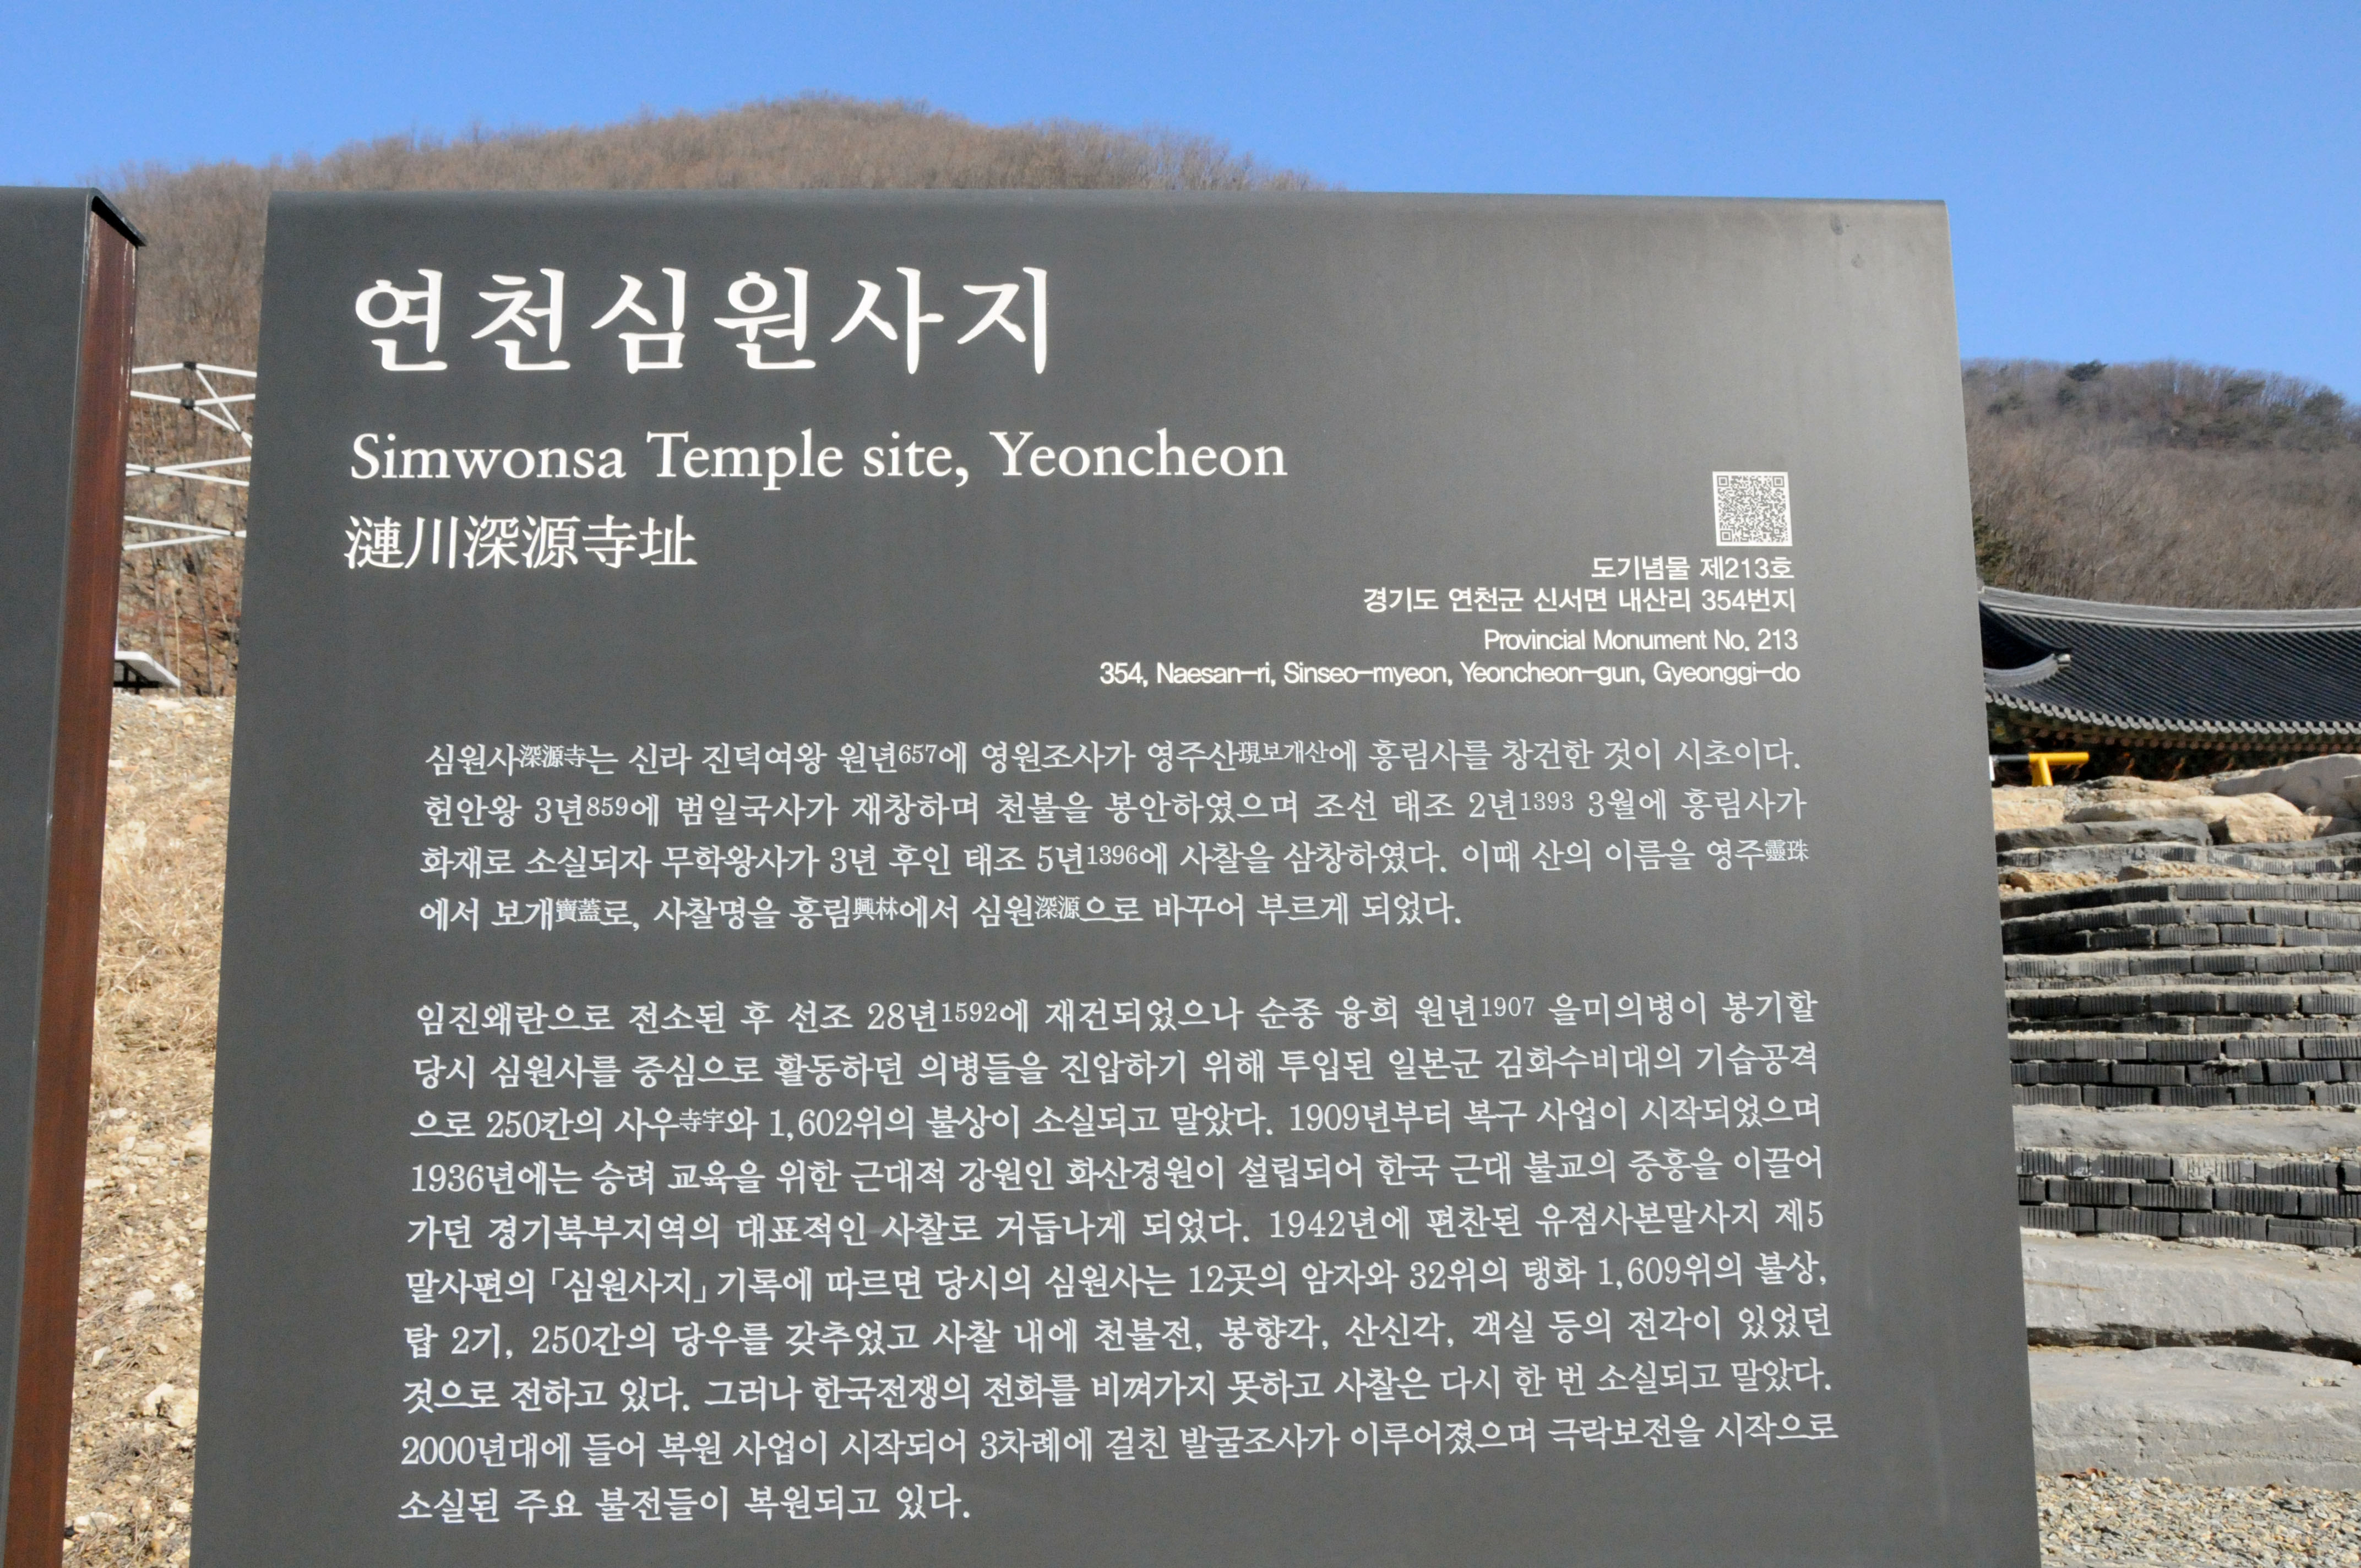 연천심원사지
Simwonsa Temple site, Yeoncheon
漣川深源寺址
도기념물 제213호
경기도 연천군 신서면 내산리 354번지
Provincial Monument No. 213
354, Naesan-ri, Sinseo-myeon, Yeoncheon-gun, Gyeonggi-do
심원사深源寺는 신라 진덕여왕 원년657에 영원조사가 영주산現보개산에 흥림사를 창건한 것이 시초이다.
헌안왕 3년859에 범일국사가 재창하며 천불을 봉안하였으며 조선 태조 2년1393 3월에 흥림사가
화재로 소실되자 무학왕사가 3년 후인 태조 5년1396에 사찰을 삼창하였다. 이때 산의 이름을 영주靈珠
에서 보개寶蓋로, 사찰명을 흥림興林에서 심원深源으로 바꾸어 부르게 되었다.
임진왜란으로 전소된 후 선조 28년1592에 재건되었으나 순종 융희 원년1907 을미의병이 봉기할
당시 심원사를 중심으로 활동하던 의병들을 진압하기 위해 투입된 일본군 김화수비대의 기습공격
으로 250칸의 사우寺宇와 1,602위의 불상이 소실되고 말았다. 1909년부터 복구 사업이 시작되었으며
1936년에는 승려 교육을 위한 근대적 강원인 화산경원이 설립되어 한국 근대 불교의 중흥을 이끌어
가던 경기북부지역의 대표적인 사찰로 거듭나게 되었다. 1942년에 편찬된 유점사본말사지 제5
말사편의 「심원사지」 기록에 따르면 당시의 심원사는 12곳의 암자와 32위의 탱화 1,609위의 불상,
탑 2기, 250간의 당우를 갖추었고 사찰 내에 천불전, 봉향각, 산신각, 객실 등의 전각이 있었던
것으로 전하고 있다. 그러나 한국전쟁의 전화를 비껴가지 못하고 사찰은 다시 한 번 소실되고 말았다.
2000년대에 들어 복원 사업이 시작되어 3차례에 걸친 발굴조사가 이루어졌으며 극락보전을 시작으로
소실된 주요 불전들이 복원되고 있다.